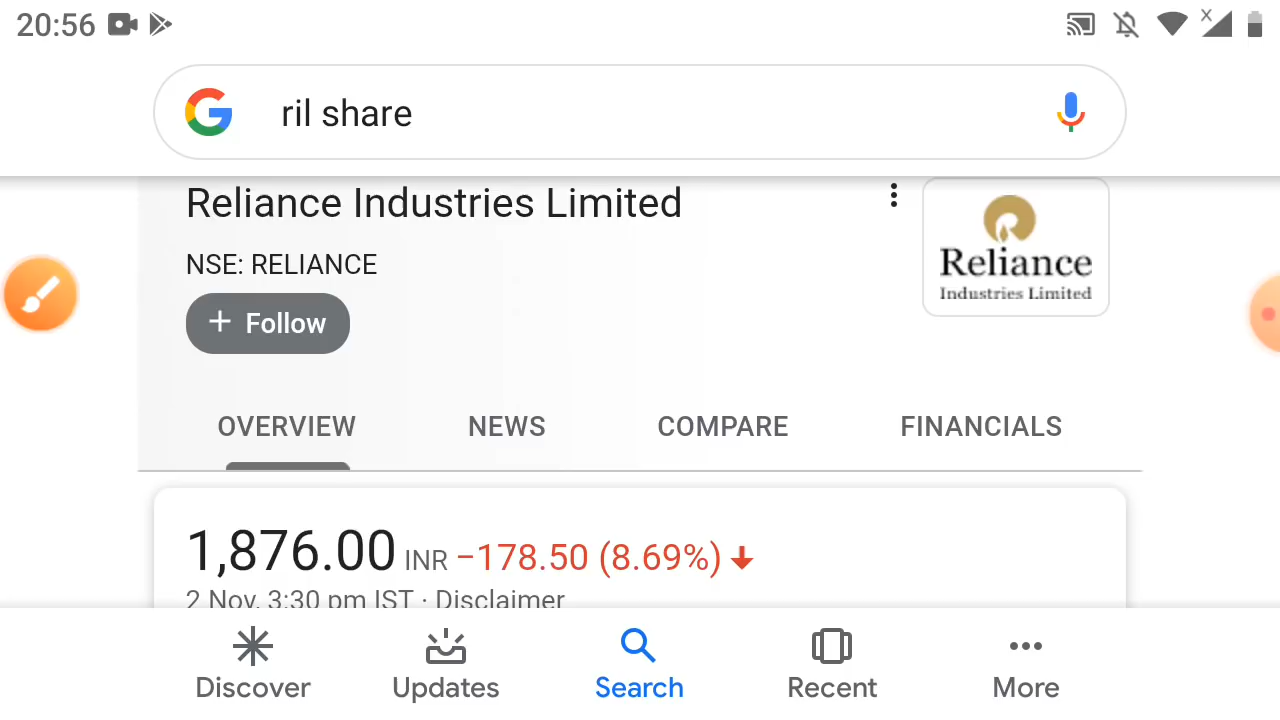 20:56
ril share
Reliance Industries Limited
NSE: RELIANCE
+ Follow
Reliance
Industries Limited
OVERVIEW NEWS COMPARE FINANCIALS
1,876.00 INR −178.50 (8.69%) ↓
2 Nov, 3:30 pm IST · Disclaimer
Discover Updates Search Recent More